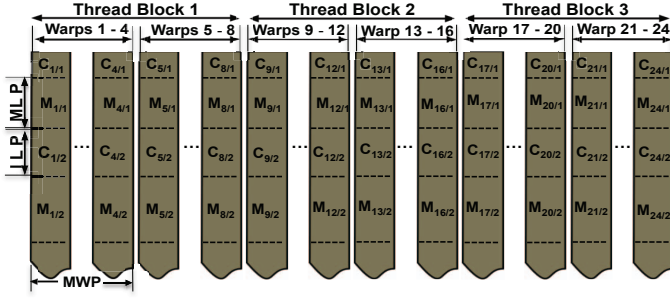 Thread Block 1 Thread Block 2 Thread Block 3
Warps 1 - 4 Warps 5 - 8 Warps 9 - 12 Warp 13 - 16 Warp 17 - 20 Warp 21 - 24
C1/1 C4/1 C5/1 C8/1 C9/1 C12/1 C13/1 C16/1 C17/1 C20/1 C21/1 C24/1
MLP M1/1 M4/1 M5/1 M8/1 M9/1 M12/1 M13/1 M16/1 M17/1 M20/1 M21/1 M24/1
ILP C1/2 ... C4/2 C5/2 ... C8/2 C9/2 ... C12/2 C13/2 ... C16/2 C17/2 ... C20/2 C21/2 ... C24/2
M1/2 M4/2 M5/2 M8/2 M9/2 M12/2 M13/2 M16/2 M17/2 M20/2 M21/2 M24/2
MWP